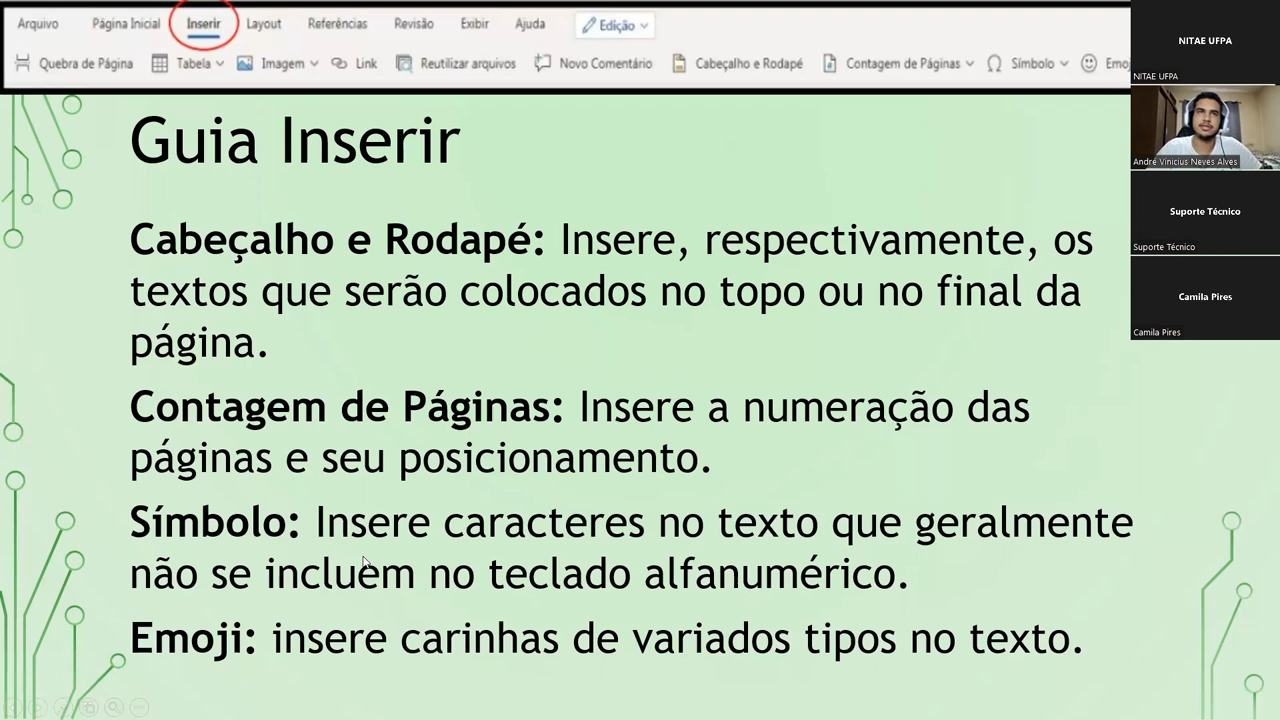 Arquivo Página Inicial Inserir Layout Referências Revisão Exibir Ajuda Edição
Quebra de Página Tabela Imagem Link Reutilizar arquivos Novo Comentário Cabeçalho e Rodapé Contagem de Páginas Símbolo Emoj
Guia Inserir
Cabeçalho e Rodapé: Insere, respectivamente, os
textos que serão colocados no topo ou no final da
página.
Contagem de Páginas: Insere a numeração das
páginas e seu posicionamento.
Símbolo: Insere caracteres no texto que geralmente
não se incluem no teclado alfanumérico.
Emoji: insere carinhas de variados tipos no texto.
NITAE UFPA
NITAE UFPA
André Vinicius Neves Alves
Suporte Técnico
Suporte Técnico
Camila Pires
Camila Pires